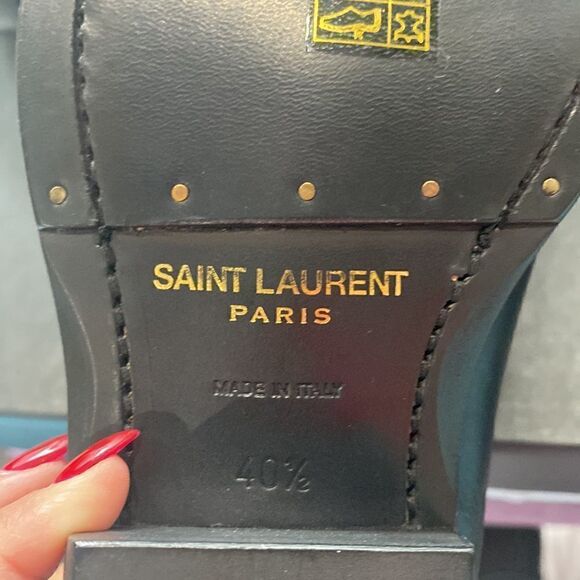 SAINT LAURENT
PARIS
MADE IN ITALY
40½